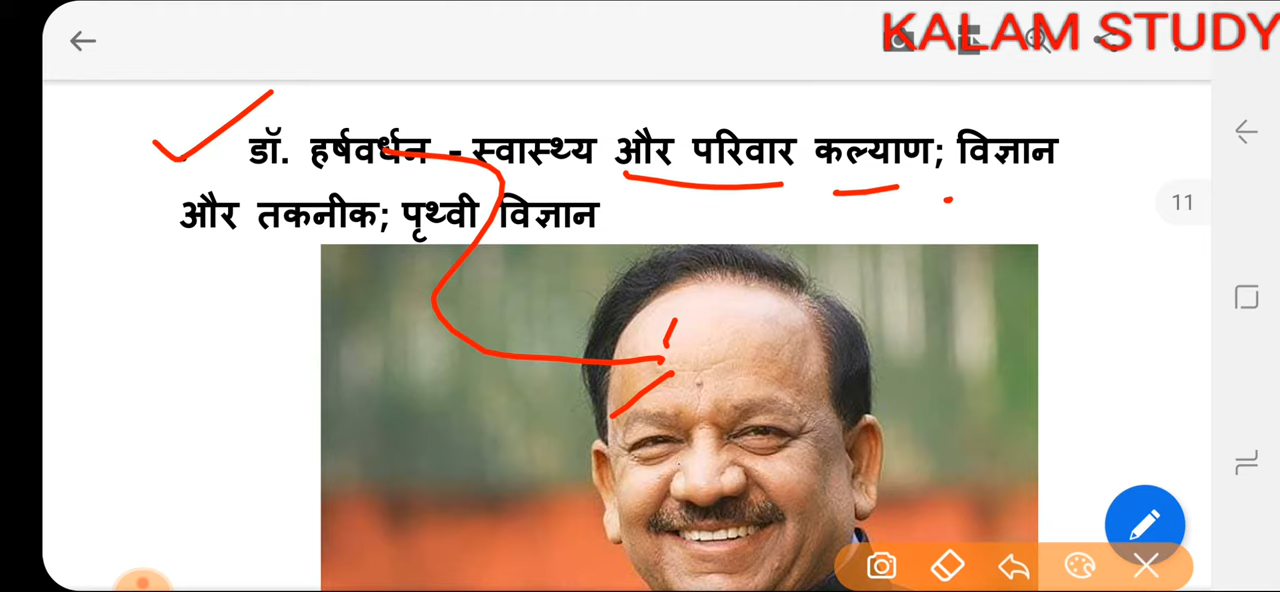 KALAM STUDY
डॉ. हर्षवर्धन - स्वास्थ्य और परिवार कल्याण; विज्ञान
और तकनीक; पृथ्वी विज्ञान
11